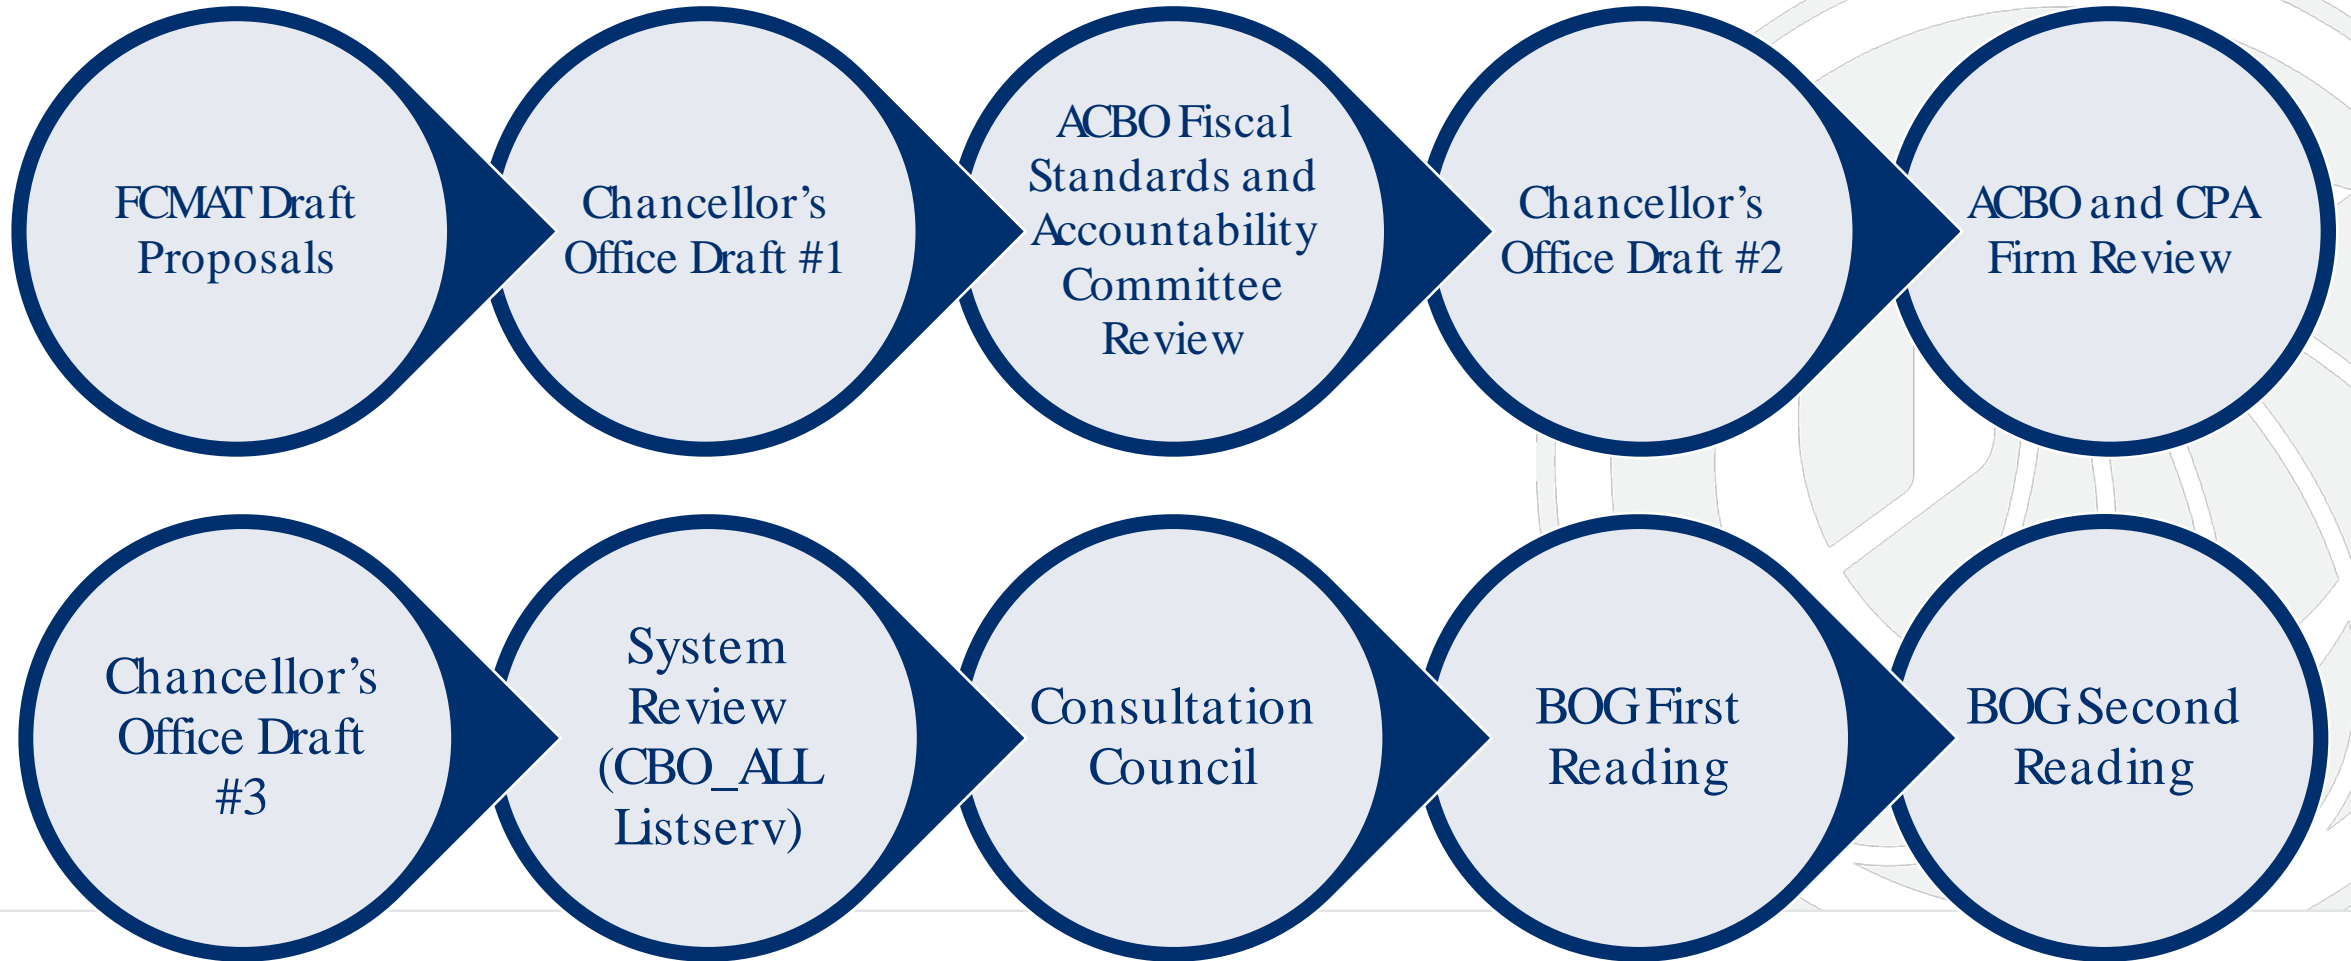 FCMAT Draft
Proposals
Chancellor’s
Office Draft #1
ACBO Fiscal
Standards and
Accountability
Committee
Review
Chancellor’s
Office Draft #2
ACBO and CPA
Firm Review
Chancellor’s
Office Draft
#3
System
Review
(CBO_ALL
Listserv)
Consultation
Council
BOG First
Reading
BOG Second
Reading